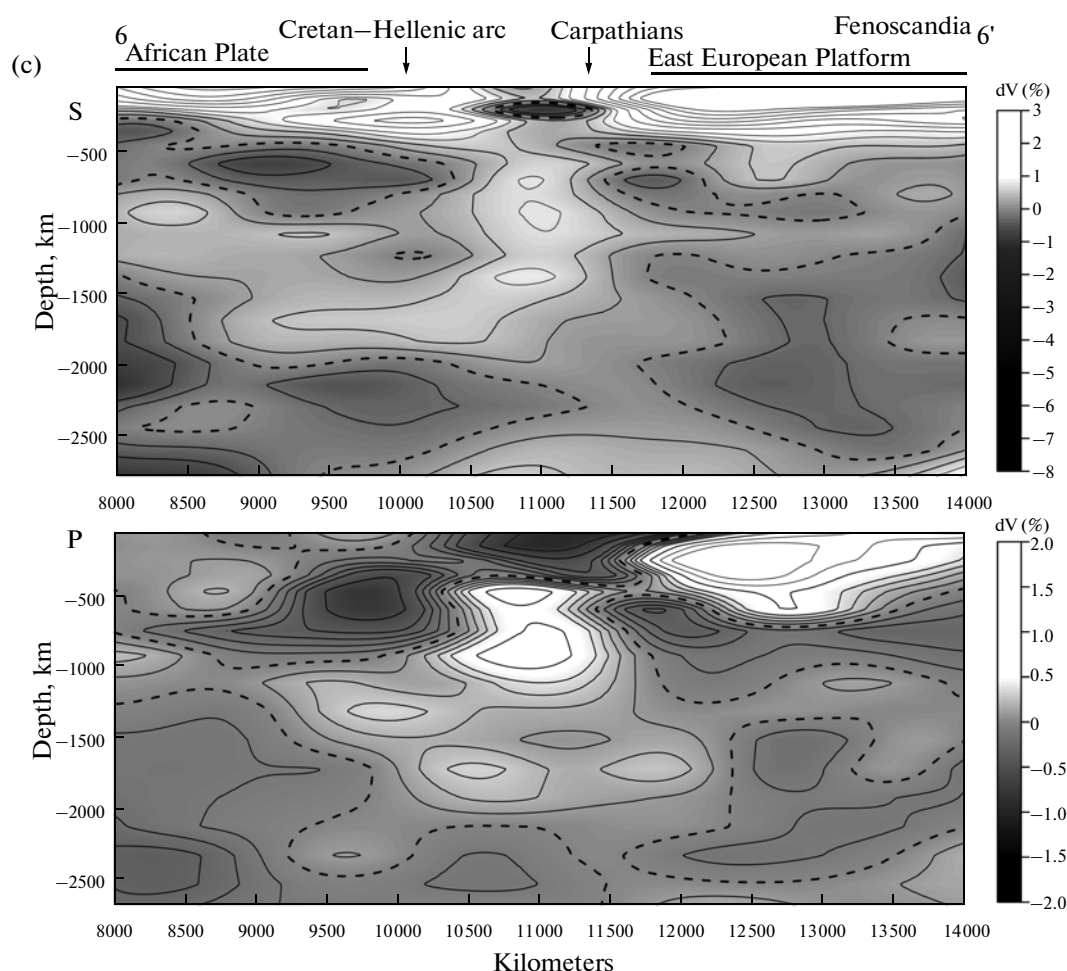 6 Cretan–Hellenic arc Carpathians Fenoscandia 6'
African Plate East European Platform
(c)
S
dV (%)
3
2
1
0
−1
−2
−3
−4
−5
−6
−7
−8
Depth, km
−500
−1000
−1500
−2000
−2500
8000 8500 9000 9500 10000 10500 11000 11500 12000 12500 13000 13500 14000
P
dV (%)
2.0
1.5
1.0
0.5
0
−0.5
−1.0
−1.5
−2.0
Depth, km
−500
−1000
−1500
−2000
−2500
8000 8500 9000 9500 10000 10500 11000 11500 12000 12500 13000 13500 14000
Kilometers